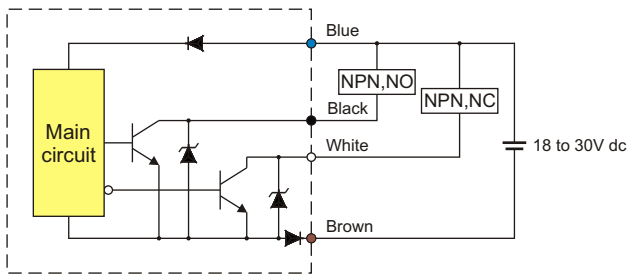 Blue
NPN,NO
NPN,NC
Black
Main
circuit
White
18 to 30V dc
Brown